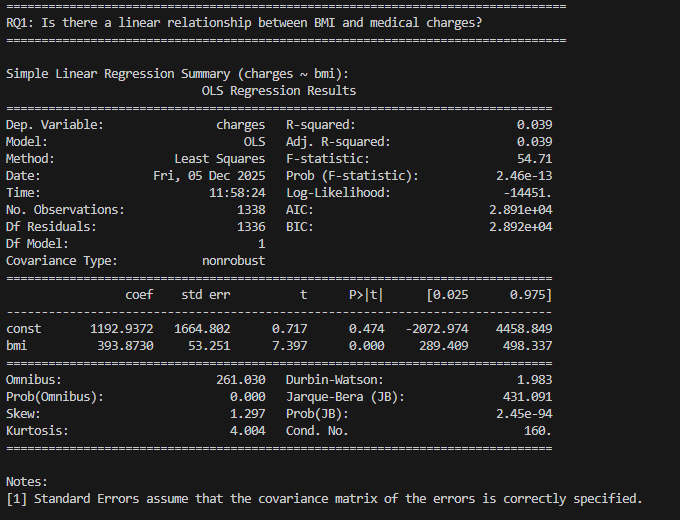 ================================================================================
RQ1: Is there a linear relationship between BMI and medical charges?
================================================================================

Simple Linear Regression Summary (charges ~ bmi):
                            OLS Regression Results
==============================================================================
Dep. Variable:                charges   R-squared:                       0.039
Model:                            OLS   Adj. R-squared:                  0.039
Method:                 Least Squares   F-statistic:                     54.71
Date:                Fri, 05 Dec 2025   Prob (F-statistic):           2.46e-13
Time:                        11:58:24   Log-Likelihood:                -14451.
No. Observations:                1338   AIC:                         2.891e+04
Df Residuals:                    1336   BIC:                         2.892e+04
Df Model:                           1
Covariance Type:            nonrobust
==============================================================================
                 coef    std err          t      P>|t|      [0.025      0.975]
------------------------------------------------------------------------------
const       1192.9372   1664.802      0.717      0.474   -2072.974    4458.849
bmi          393.8730     53.251      7.397      0.000     289.409     498.337
==============================================================================
Omnibus:                      261.030   Durbin-Watson:                   1.983
Prob(Omnibus):                  0.000   Jarque-Bera (JB):              431.091
Skew:                           1.297   Prob(JB):                     2.45e-94
Kurtosis:                       4.004   Cond. No.                         160.
==============================================================================

Notes:
[1] Standard Errors assume that the covariance matrix of the errors is correctly specified.